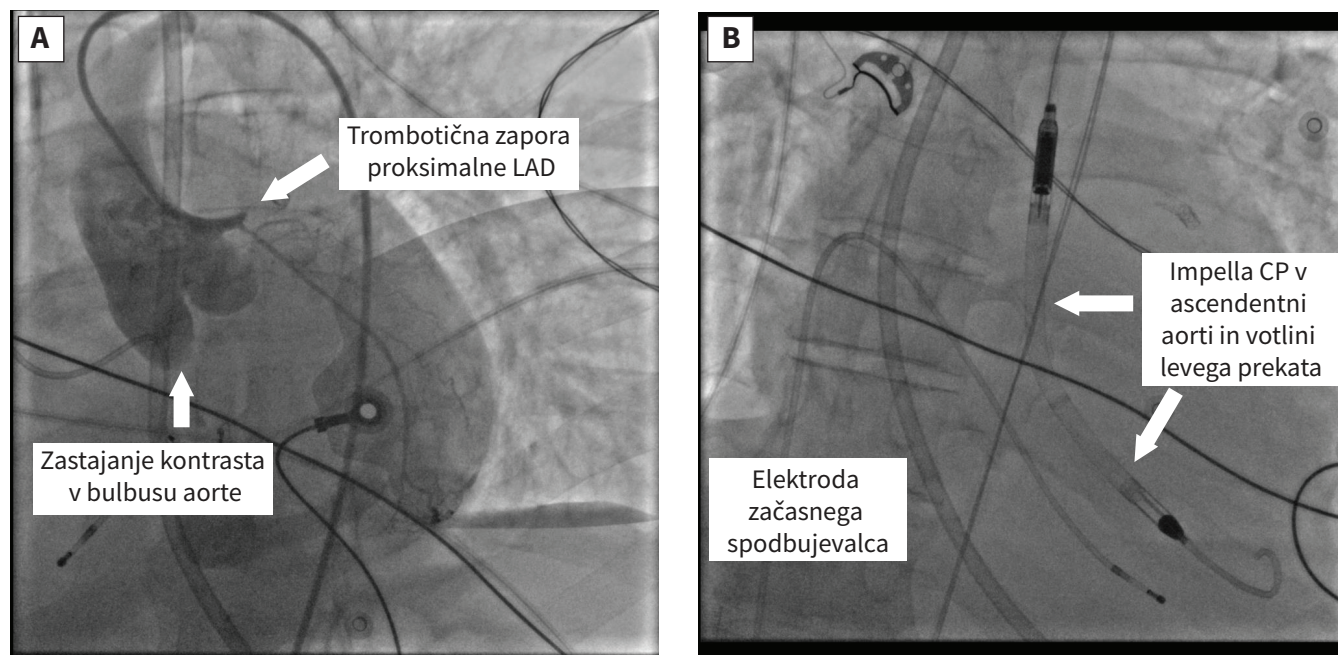 A
Trombotična zapora
proksimalne LAD
Zastajanje kontrasta
v bulbusu aorte
B
Impella CP v
ascendentni
aorti in votlini
levega prekata
Elektroda
začasnega
spodbujevalca